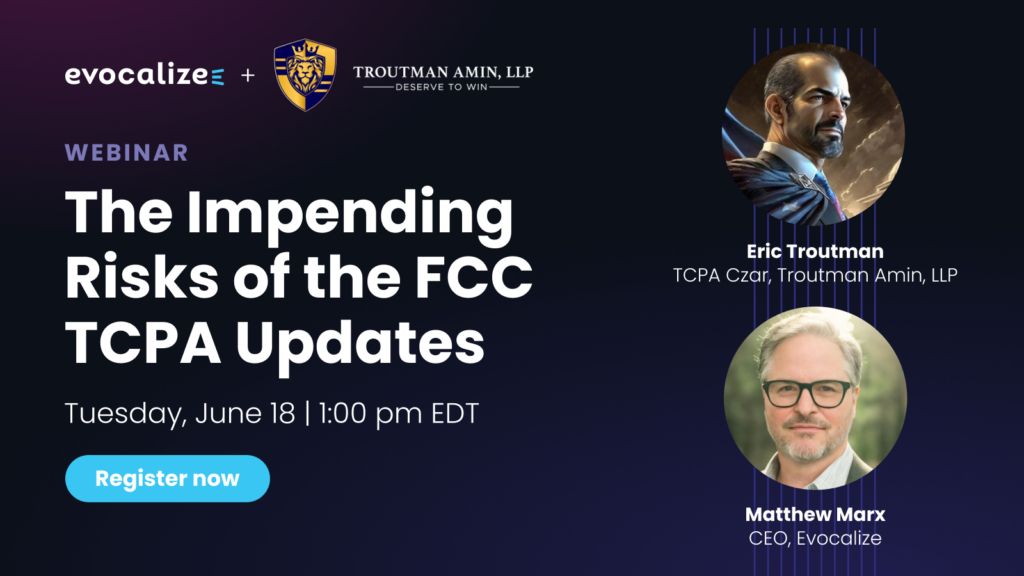 evocalize
+
TROUTMAN AMIN, LLP
DESERVE TO WIN
WEBINAR
The Impending
Risks of the FCC
TCPA Updates
Tuesday, June 18 | 1:00 pm EDT
Register now
Eric Troutman
TCPA Czar, Troutman Amin, LLP
Matthew Marx
CEO, Evocalize